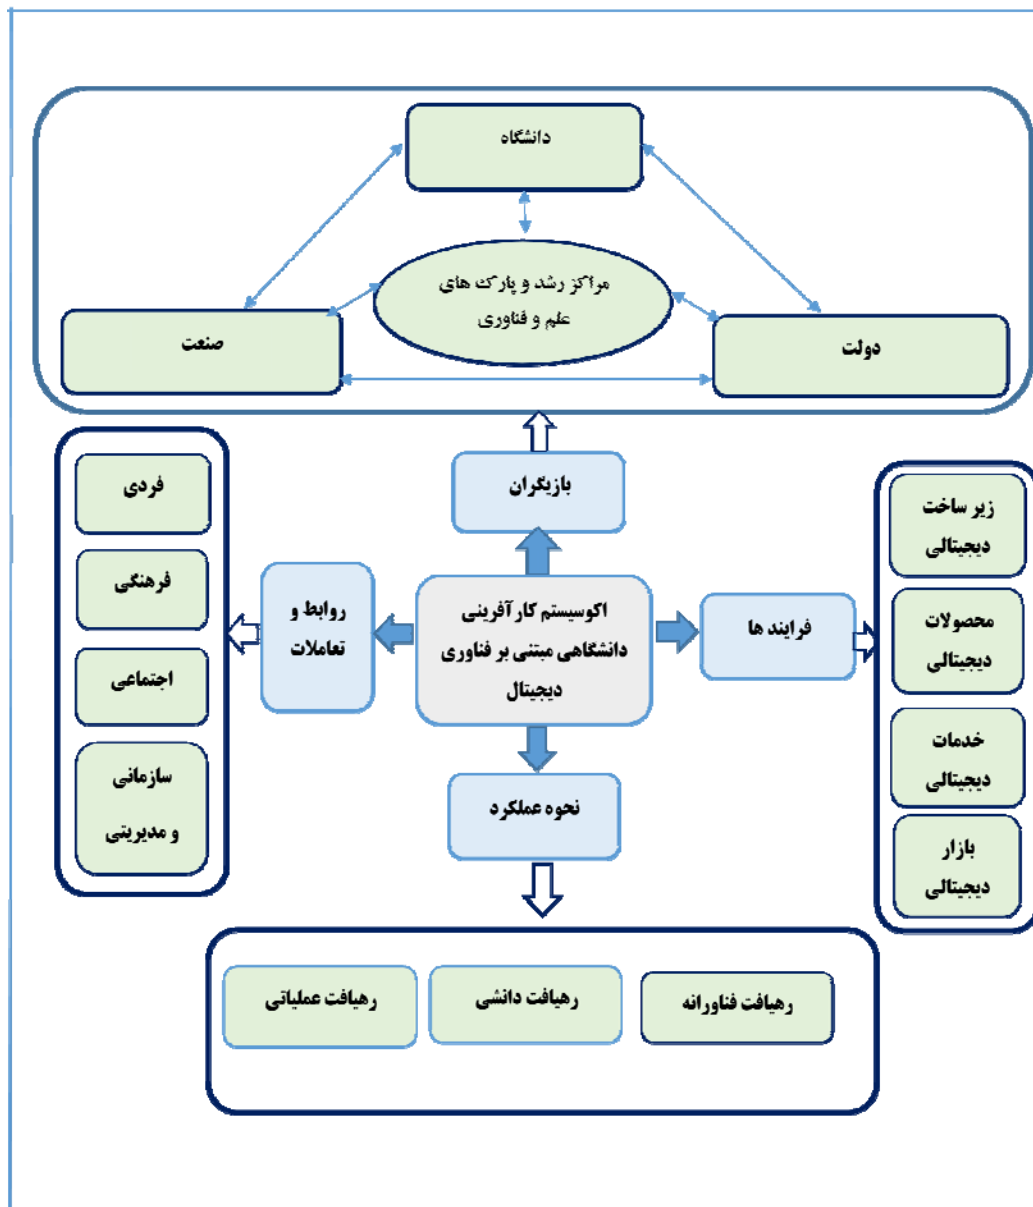 دانشگاه
مراکز رشد و پارک های
علم و فناوری
صنعت
دولت
بازیگران
فردی
فرهنگی
اجتماعی
سازمانی
و مدیریتی
روابط و
تعاملات
اکوسیستم کارآفرینی
دانشگاهی مبتنی بر فناوری
دیجیتال
فرایند ها
زیر ساخت
دیجیتالی
محصولات
دیجیتالی
خدمات
دیجیتالی
بازار
دیجیتالی
نحوه عملکرد
رهیافت فناورانه
رهیافت دانشی
رهیافت عملیاتی